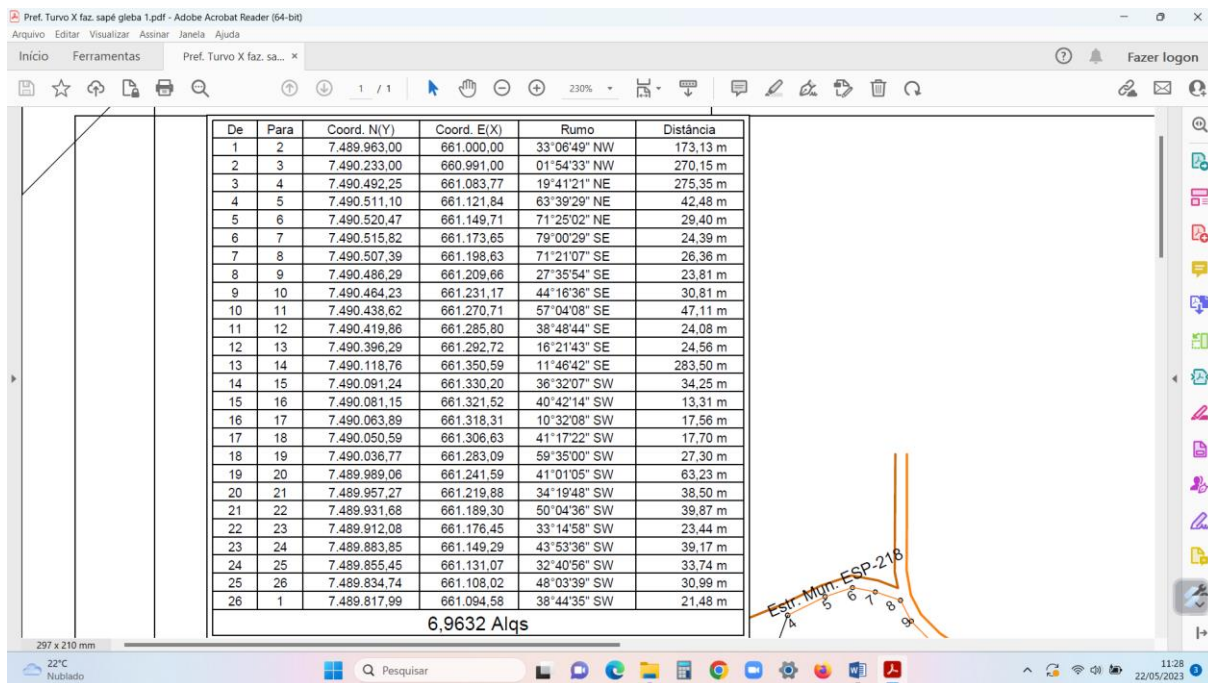 Pref. Turvo X faz. sapé gleba 1.pdf - Adobe Acrobat Reader (64-bit)
Arquivo Editar Visualizar Assinar Janela Ajuda
Início Ferramentas Pref. Turvo X faz. sa... × Fazer logon
1 / 1 230%
De Para Coord. N(Y) Coord. E(X) Rumo Distância
1 2 7.489.963,00 661.000,00 33°06'49" NW 173,13 m
2 3 7.490.233,00 660.991,00 01°54'33" NW 270,15 m
3 4 7.490.492,25 661.083,77 19°41'21" NE 275,35 m
4 5 7.490.511,10 661.121,84 63°39'29" NE 42,48 m
5 6 7.490.520,47 661.149,71 71°25'02" NE 29,40 m
6 7 7.490.515,82 661.173,65 79°00'29" SE 24,39 m
7 8 7.490.507,39 661.198,63 71°21'07" SE 26,36 m
8 9 7.490.486,29 661.209,66 27°35'54" SE 23,81 m
9 10 7.490.464,23 661.231,17 44°16'36" SE 30,81 m
10 11 7.490.438,62 661.270,71 57°04'08" SE 47,11 m
11 12 7.490.419,86 661.285,80 38°48'44" SE 24,08 m
12 13 7.490.396,29 661.292,72 16°21'43" SE 24,56 m
13 14 7.490.118,76 661.350,59 11°46'42" SE 283,50 m
14 15 7.490.091,24 661.330,20 36°32'07" SW 34,25 m
15 16 7.490.081,15 661.321,52 40°42'14" SW 13,31 m
16 17 7.490.063,89 661.318,31 10°32'08" SW 17,56 m
17 18 7.490.050,59 661.306,63 41°17'22" SW 17,70 m
18 19 7.490.036,77 661.283,09 59°35'00" SW 27,30 m
19 20 7.489.989,06 661.241,59 41°01'05" SW 63,23 m
20 21 7.489.957,27 661.219,88 34°19'48" SW 38,50 m
21 22 7.489.931,68 661.189,30 50°04'36" SW 39,87 m
22 23 7.489.912,08 661.176,45 33°14'58" SW 23,44 m
23 24 7.489.883,85 661.149,29 43°53'36" SW 39,17 m
24 25 7.489.855,45 661.131,07 32°40'56" SW 33,74 m
25 26 7.489.834,74 661.108,02 48°03'39" SW 30,99 m
26 1 7.489.817,99 661.094,58 38°44'35" SW 21,48 m
6,9632 Alqs
Estr. Mun. ESP-218
4 5 6 7 8 9
297 x 210 mm
22°C
Nublado
Pesquisar
11:28
22/05/2023 3